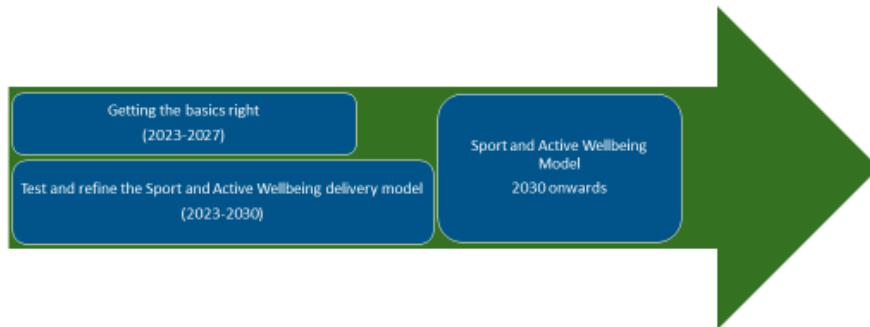 Getting the basics right
(2023-2027)
Test and refine the Sport and Active Wellbeing delivery model
(2023-2030)
Sport and Active Wellbeing
Model
2030 onwards